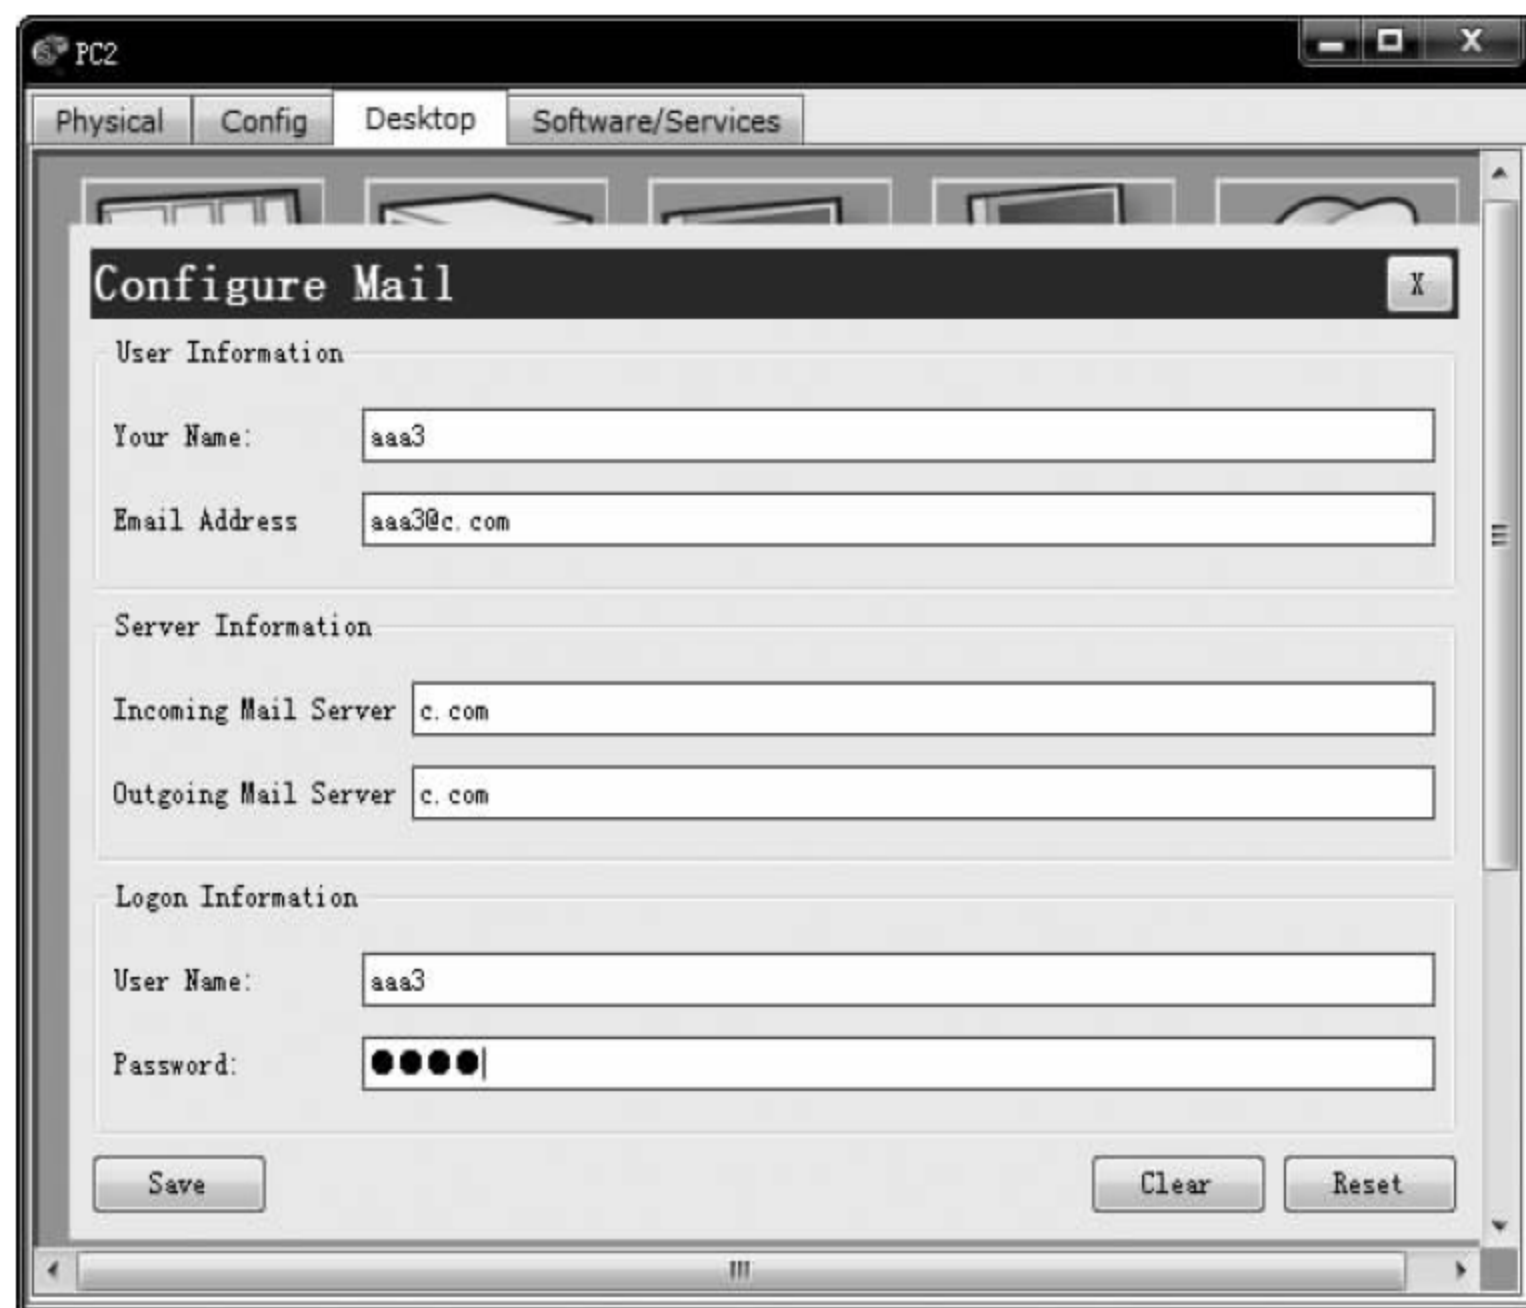 PC2
Physical Config Desktop Software/Services
Configure Mail X
User Information
Your Name: aaa3
Email Address aaa3@c.com
Server Information
Incoming Mail Server c.com
Outgoing Mail Server c.com
Logon Information
User Name: aaa3
Password: ●●●●
Save Clear Reset